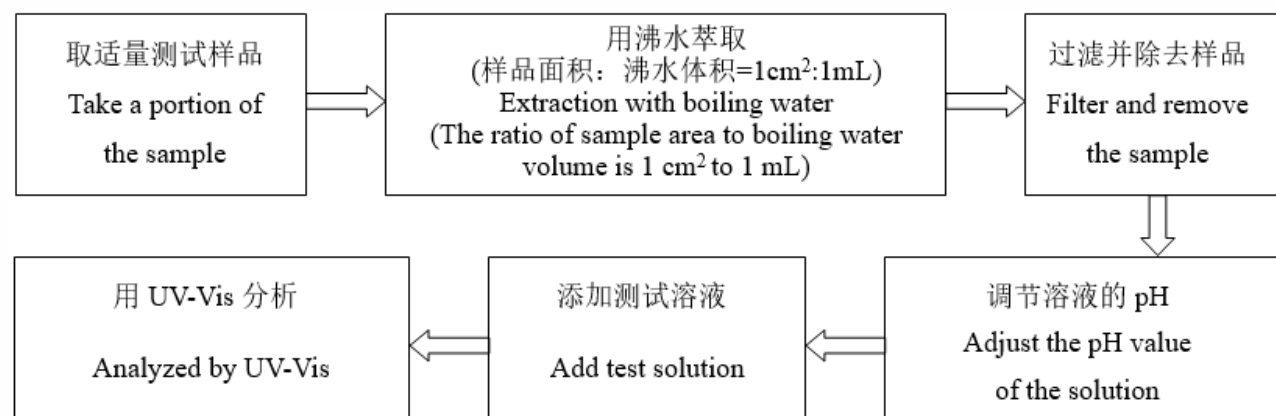 取适量测试样品
Take a portion of
the sample
用沸水萃取
(样品面积：沸水体积=1cm²:1mL)
Extraction with boiling water
(The ratio of sample area to boiling water
volume is 1 cm² to 1 mL)
过滤并除去样品
Filter and remove
the sample
调节溶液的 pH
Adjust the pH value
of the solution
添加测试溶液
Add test solution
用 UV-Vis 分析
Analyzed by UV-Vis